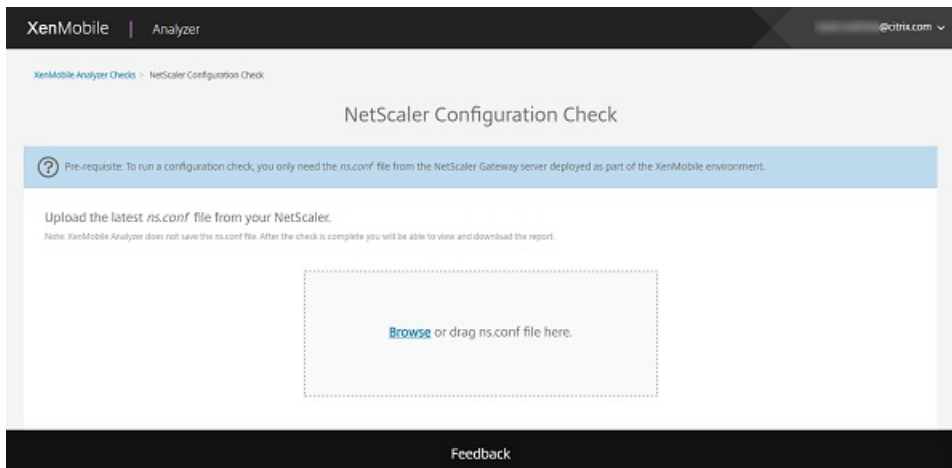 XenMobile | Analyzer
@citrix.com
XenMobile Analyzer Checks > NetScaler Configuration Check
NetScaler Configuration Check
Pre-requisite: To run a configuration check, you only need the ns.conf file from the NetScaler Gateway server deployed as part of the XenMobile environment.
Upload the latest ns.conf file from your NetScaler.
Note: XenMobile Analyzer does not save the ns.conf file. After the check is complete you will be able to view and download the report.
Browse or drag ns.conf file here.
Feedback